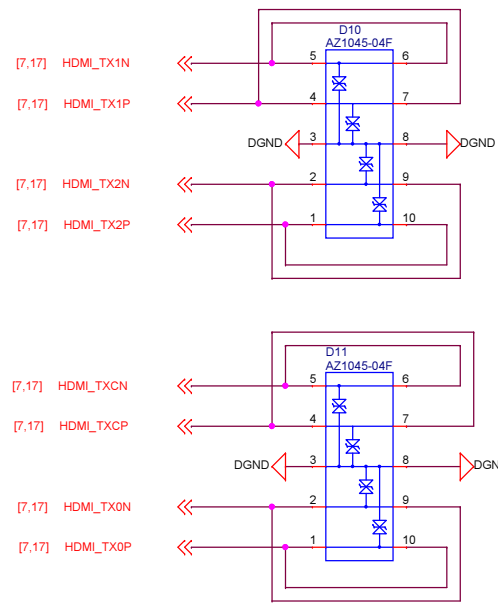 D10
AZ1045-04F
[7,17] HDMI_TX1N 5 6
[7,17] HDMI_TX1P 4 7
DGND 3 8 DGND
[7,17] HDMI_TX2N 2 9
[7,17] HDMI_TX2P 1 10
D11
AZ1045-04F
[7,17] HDMI_TXCN 5 6
[7,17] HDMI_TXCP 4 7
DGND 3 8 DGN
[7,17] HDMI_TX0N 2 9
[7,17] HDMI_TX0P 1 10